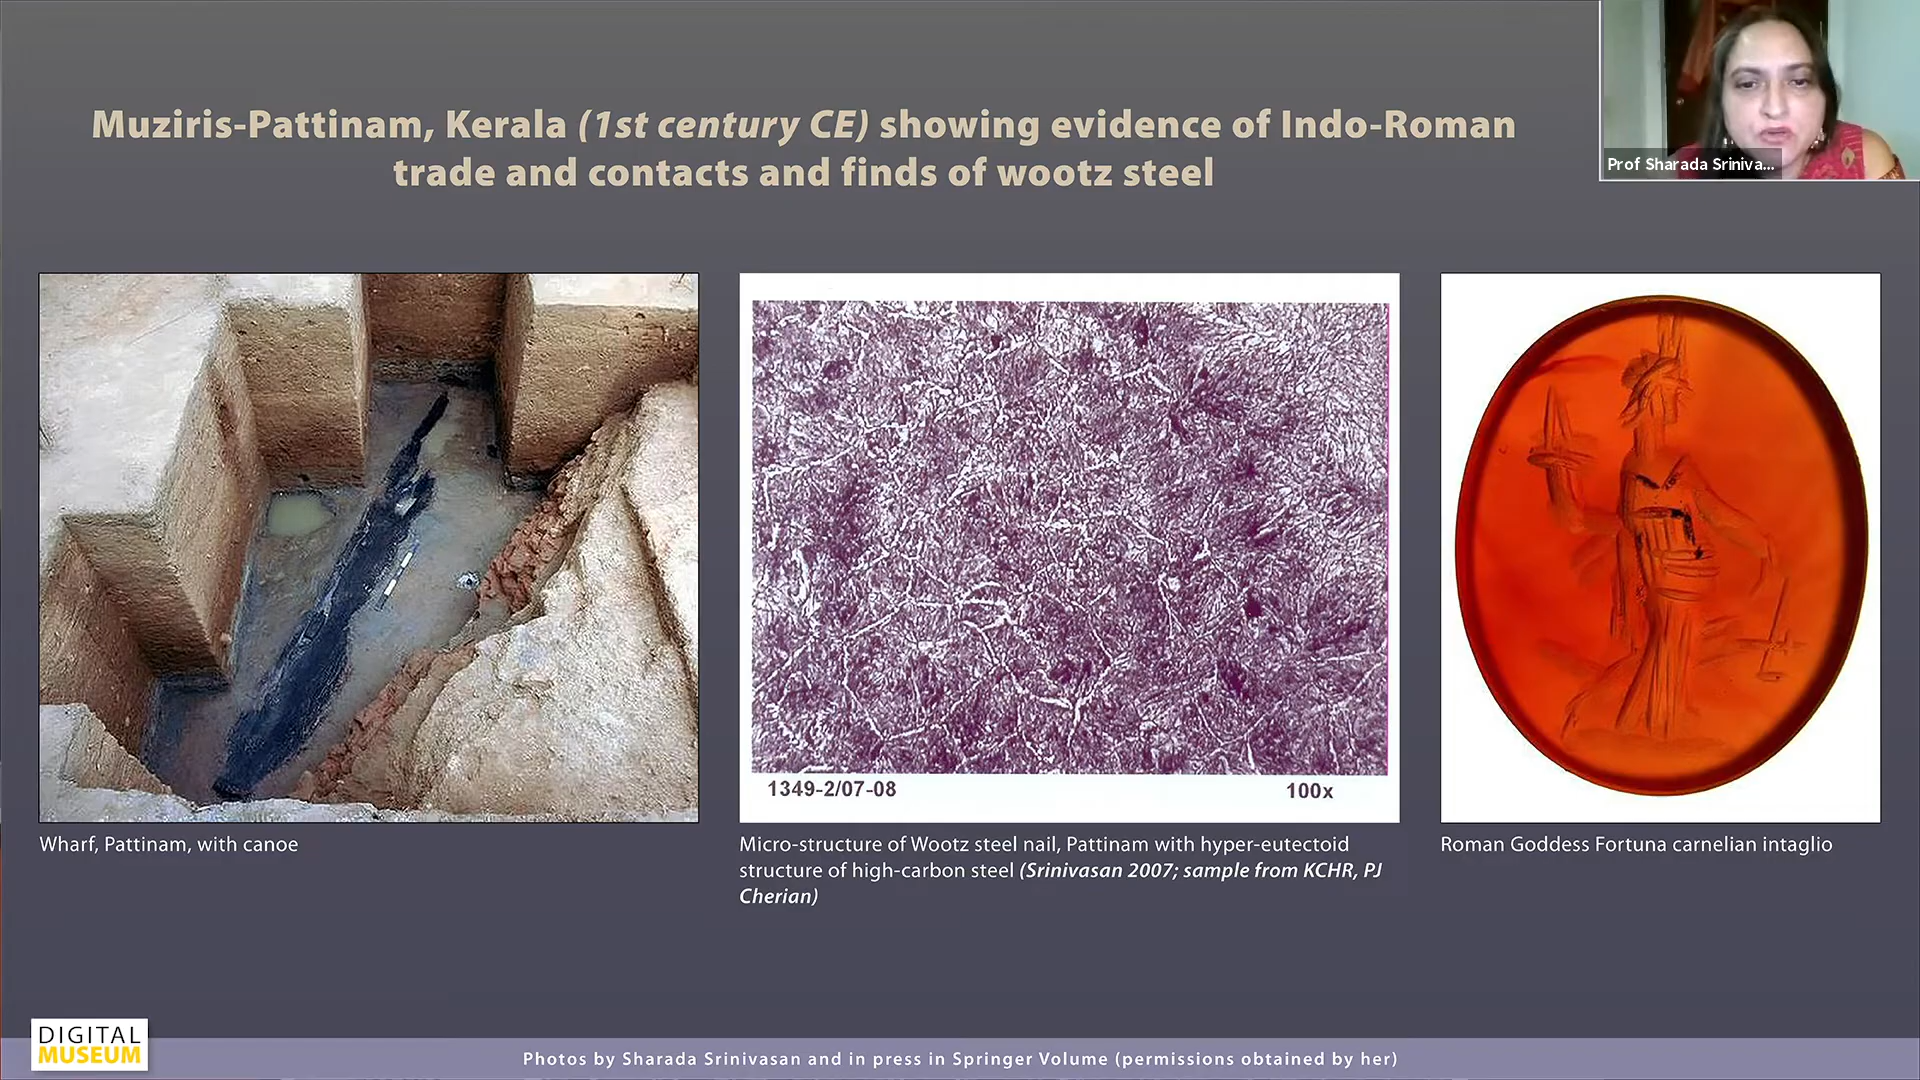 Muziris-Pattinam, Kerala (1st century CE) showing evidence of Indo-Roman
trade and contacts and finds of wootz steel
Prof Sharada Sriniva...
1349-2/07-08
100x
Wharf, Pattinam, with canoe
Micro-structure of Wootz steel nail, Pattinam with hyper-eutectoid
structure of high-carbon steel (Srinivasan 2007; sample from KCHR, PJ
Cherian)
Roman Goddess Fortuna carnelian intaglio
DIGITAL
MUSEUM
Photos by Sharada Srinivasan and in press in Springer Volume (permissions obtained by her)